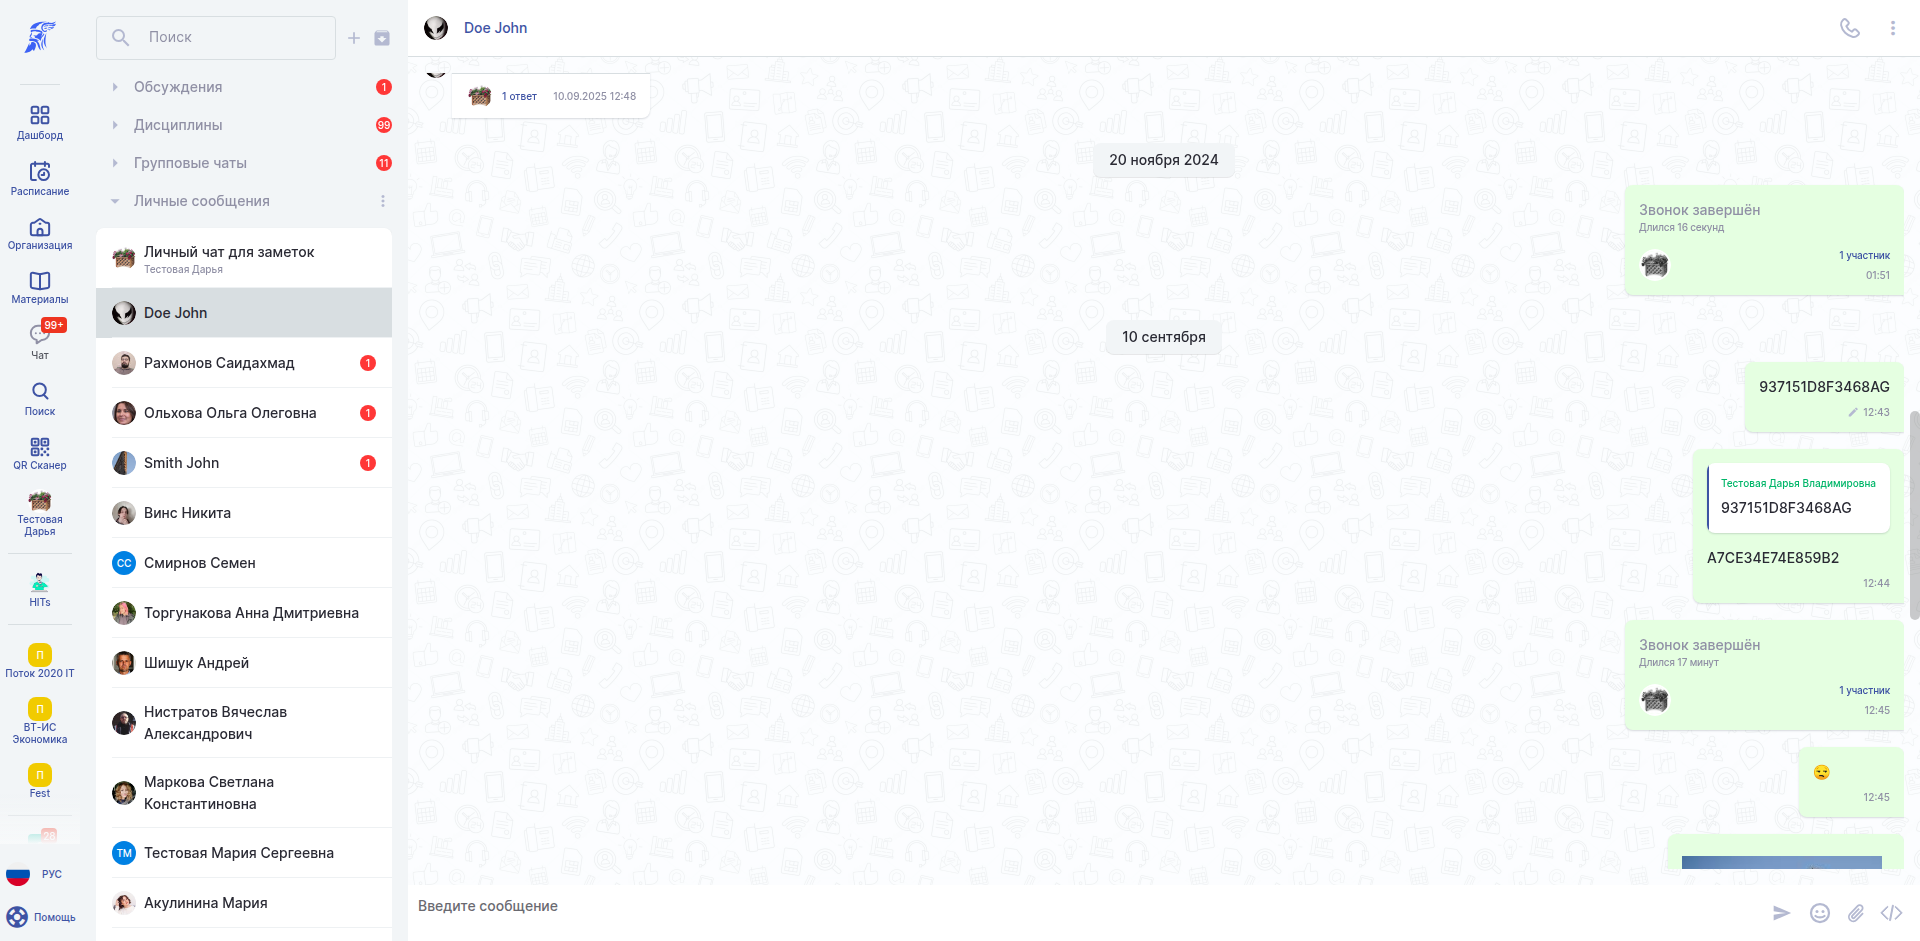 Дашборд
Расписание
Организация
Материалы
99+
Чат
Поиск
QR Сканер
Тестовая
Дарья
HITs
П
Поток 2020 IT
П
ВТ-ИС
Экономика
П
Fest
28
РУС
Помощь
Поиск
Обсуждения 1
Дисциплины 99
Групповые чаты 11
Личные сообщения
Личный чат для заметок
Тестовая Дарья
Doe John
Рахмонов Саидахмад 1
Ольхова Ольга Олеговна 1
Smith John 1
Винс Никита
СС Смирнов Семен
Торгунакова Анна Дмитриевна
Шишук Андрей
Нистратов Вячеслав
Александрович
Маркова Светлана
Константиновна
ТМ Тестовая Мария Сергеевна
Акулинина Мария
Doe John
1 ответ 10.09.2025 12:48
20 ноября 2024
Звонок завершён
Длился 16 секунд
1 участник
01:51
10 сентября
937151D8F3468AG
12:43
Тестовая Дарья Владимировна
937151D8F3468AG
A7CE34E74E859B2
12:44
Звонок завершён
Длился 17 минут
1 участник
12:45
12:45
Введите сообщение